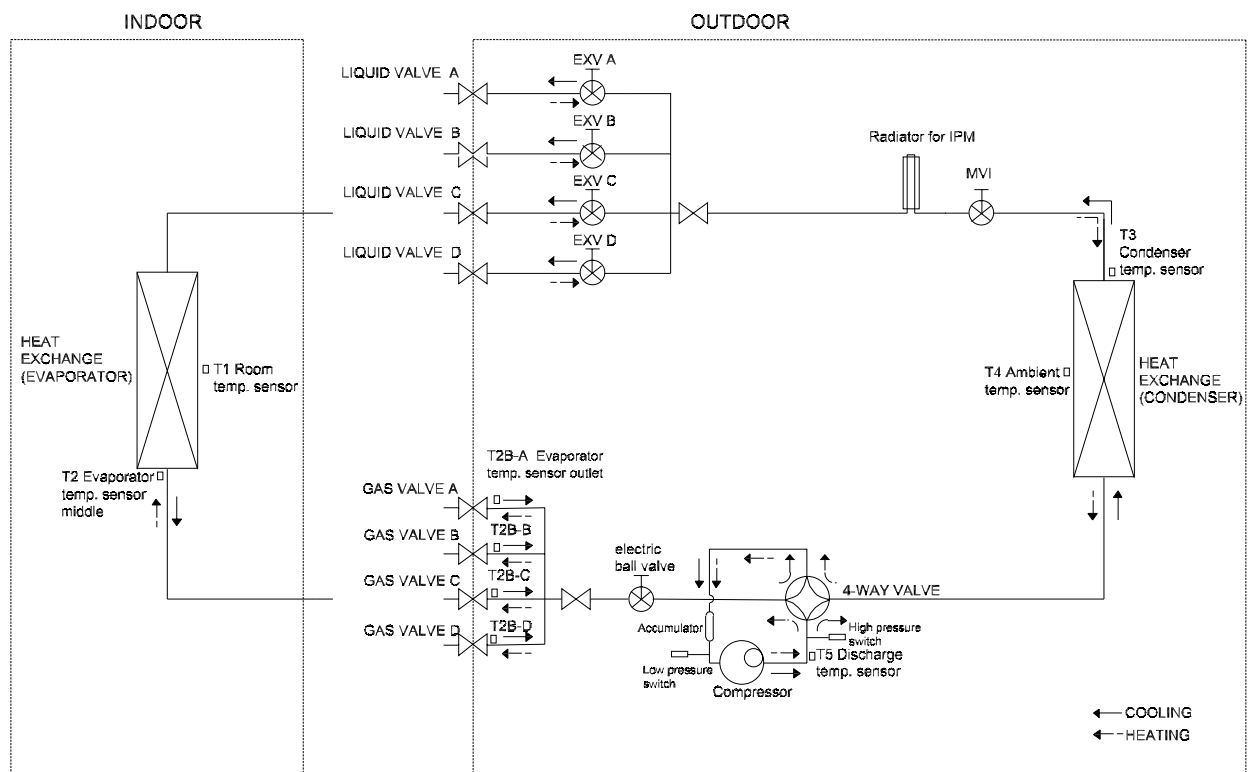 INDOOR
OUTDOOR
LIQUID VALVE A
EXV A
LIQUID VALVE B
EXV B
LIQUID VALVE C
EXV C
LIQUID VALVE D
EXV D
Radiator for IPM
MVI
T3
Condenser
temp. sensor
HEAT
EXCHANGE
(EVAPORATOR)
T1 Room
temp. sensor
T4 Ambient
temp. sensor
HEAT
EXCHANGE
(CONDENSER)
T2 Evaporator
temp. sensor
middle
T2B-A Evaporator
temp. sensor outlet
GAS VALVE A
GAS VALVE B
T2B-B
GAS VALVE C
T2B-C
GAS VALVE D
T2B-D
electric
ball valve
4-WAY VALVE
Accumulator
High pressure
switch
Low pressure
switch
T5 Discharge
temp. sensor
Compressor
COOLING
HEATING